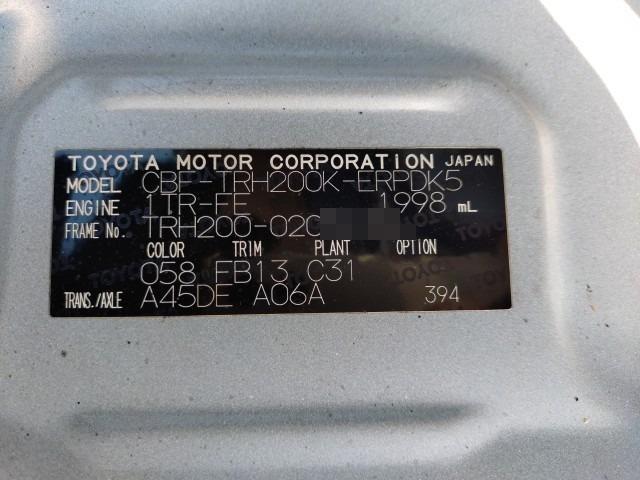 TOYOTA MOTOR CORPORATION JAPAN
MODEL CBF-TRH200K-ERPDK5
ENGINE 1TR-FE 1998 mL
FRAME No. TRH200-020
COLOR TRIM PLANT OPTION
058 FB13 C31
TRANS./AXLE A45DE A06A 394